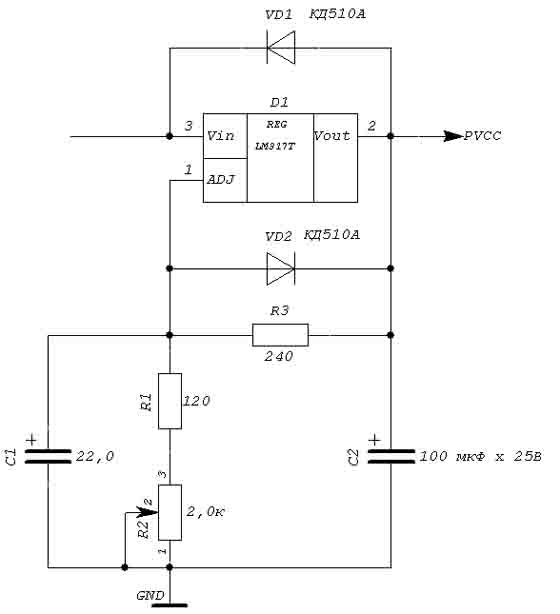 VD1 КД510А
D1
3 Vin REG Vout 2 PVCC
LM317T
1 ADJ
VD2 КД510А
R3
240
R1 120
C1 + 22,0
C2 + 100 мкФ х 25В
3
2
R2 2,0к
1
GND